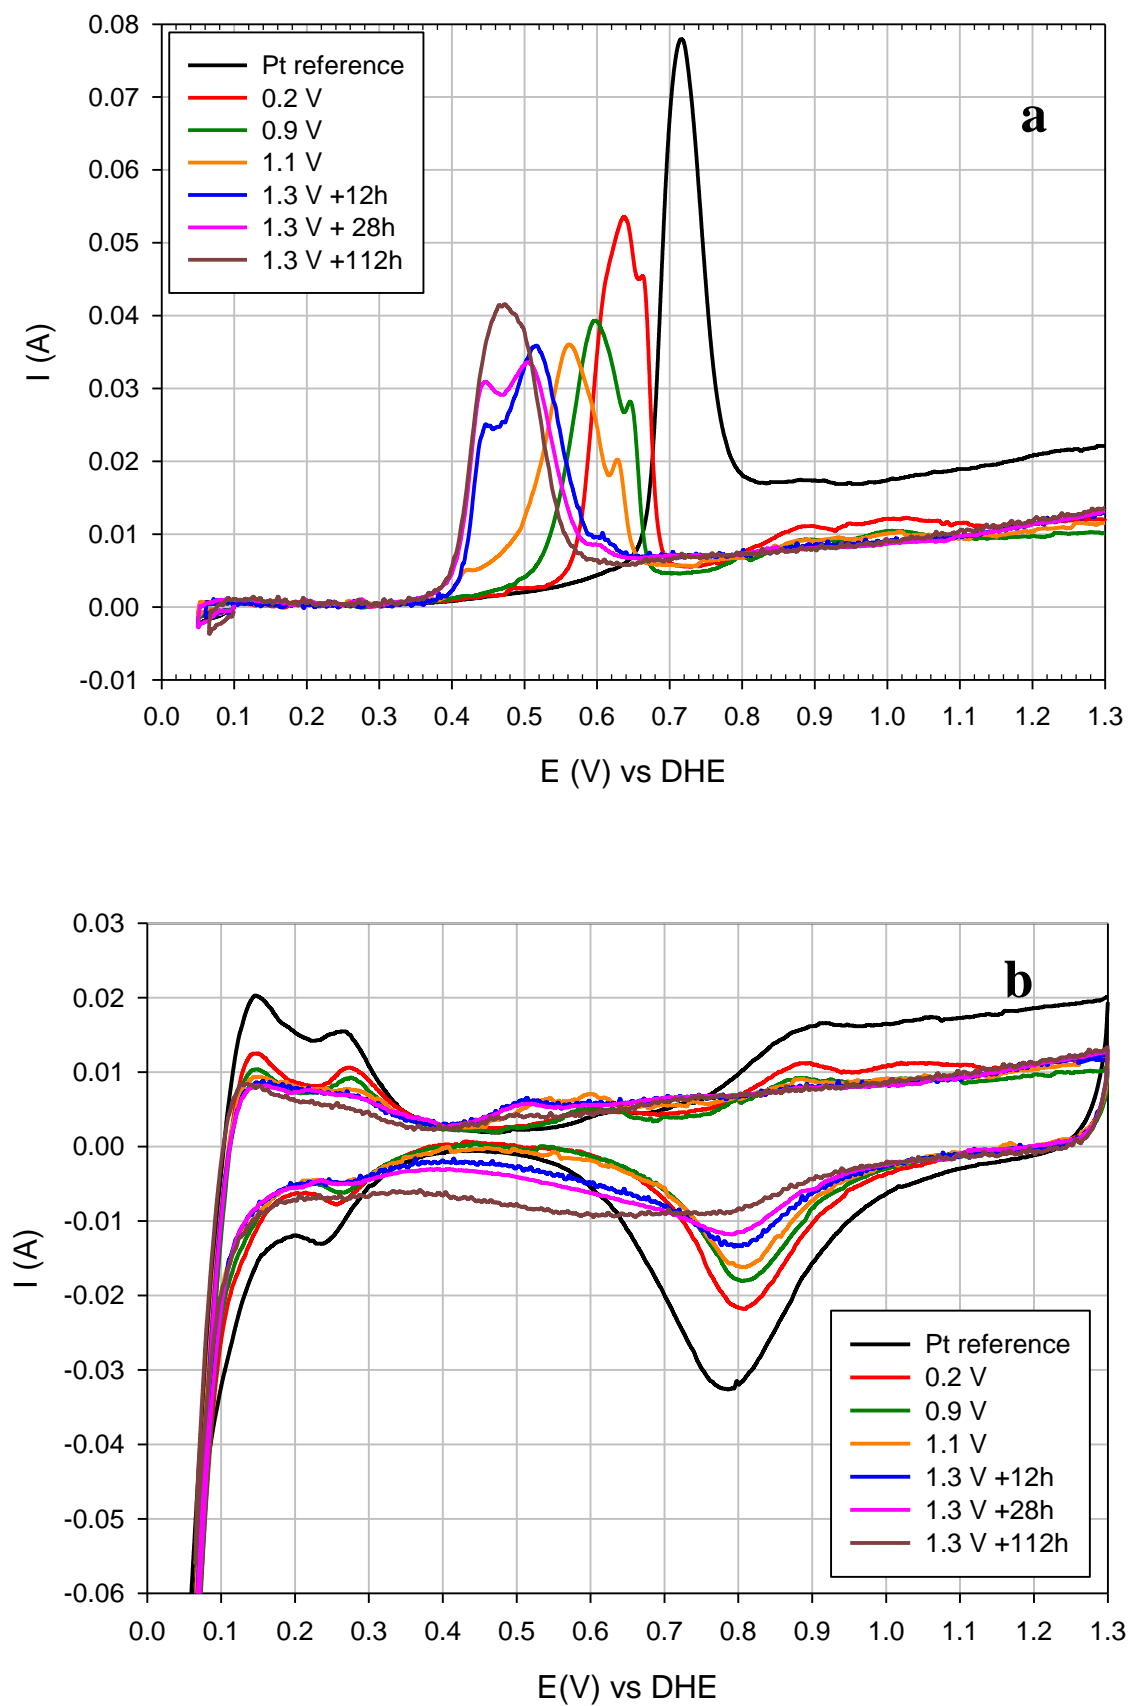 0.08
0.07
0.06
0.05
0.04
0.03
0.02
0.01
0.00
-0.01
I (A)
Pt reference
0.2 V
0.9 V
1.1 V
1.3 V +12h
1.3 V + 28h
1.3 V +112h
a
0.0 0.1 0.2 0.3 0.4 0.5 0.6 0.7 0.8 0.9 1.0 1.1 1.2 1.3
E (V) vs DHE
0.03
0.02
0.01
0.00
-0.01
-0.02
-0.03
-0.04
-0.05
-0.06
I (A)
b
Pt reference
0.2 V
0.9 V
1.1 V
1.3 V +12h
1.3 V +28h
1.3 V +112h
0.0 0.1 0.2 0.3 0.4 0.5 0.6 0.7 0.8 0.9 1.0 1.1 1.2 1.3
E(V) vs DHE